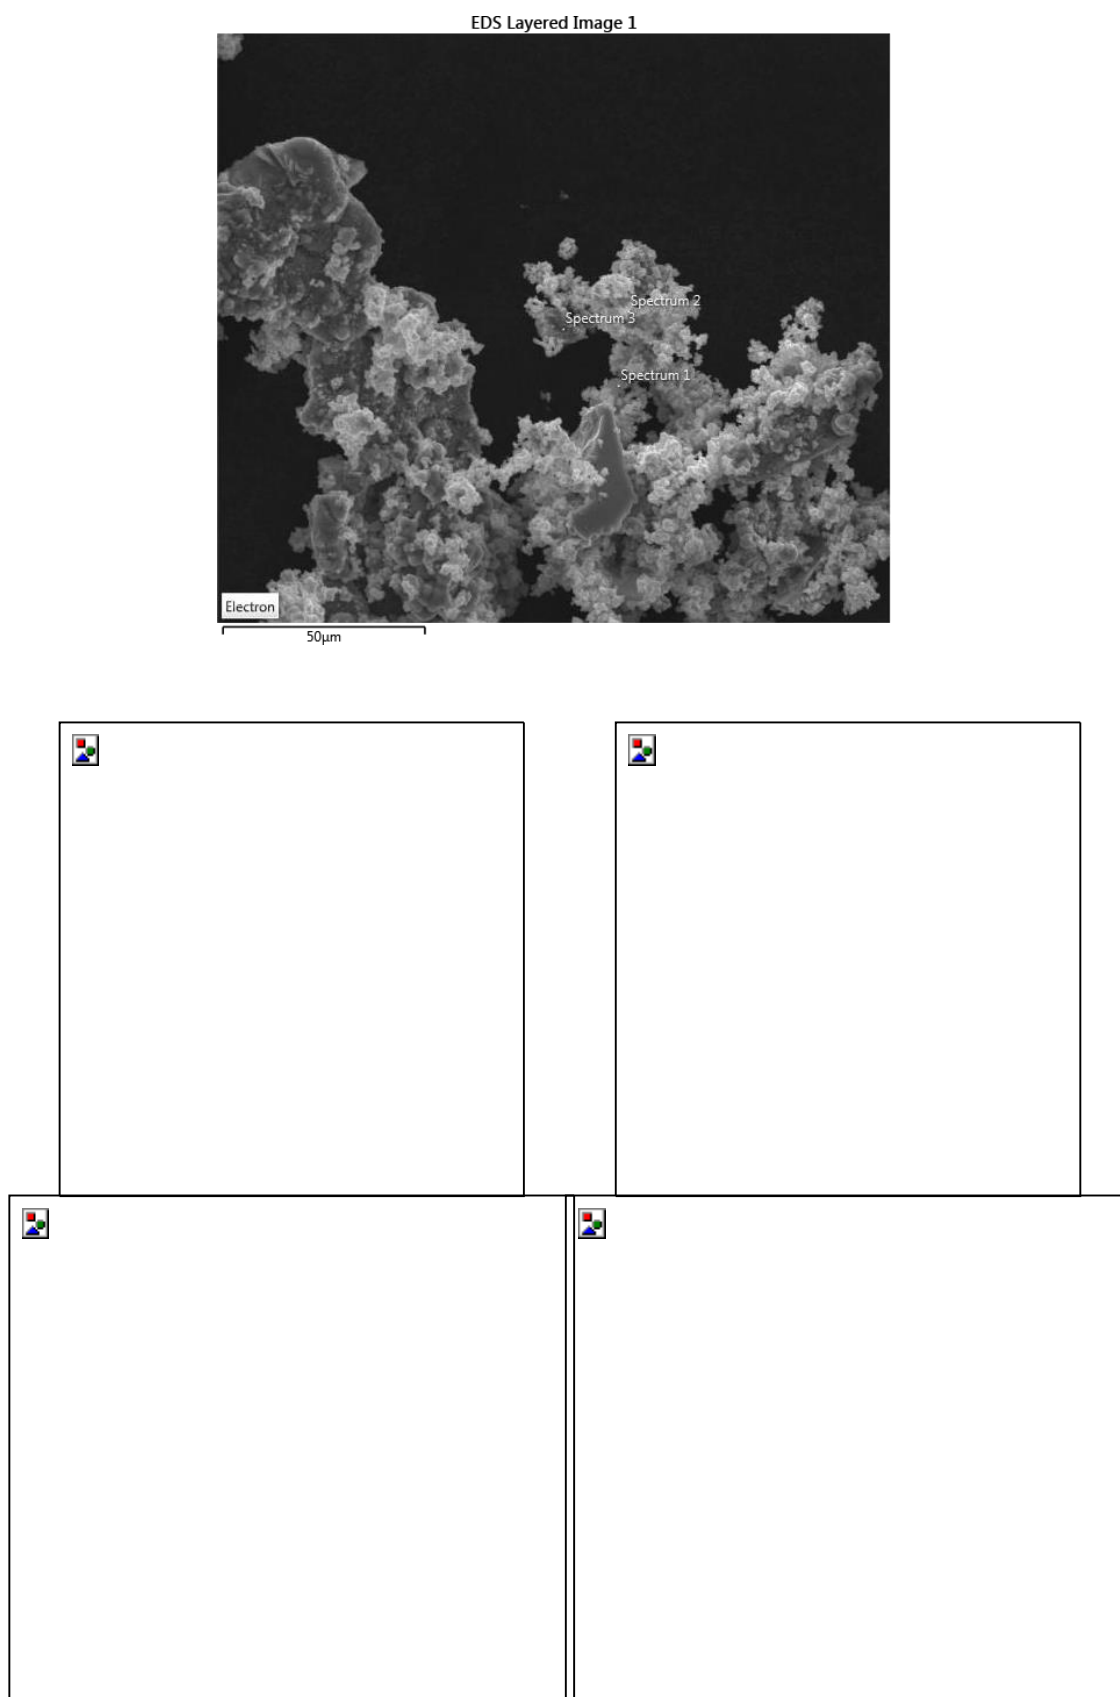 EDS Layered Image 1
Spectrum 2
Spectrum 3
Spectrum 1
Electron
50µm